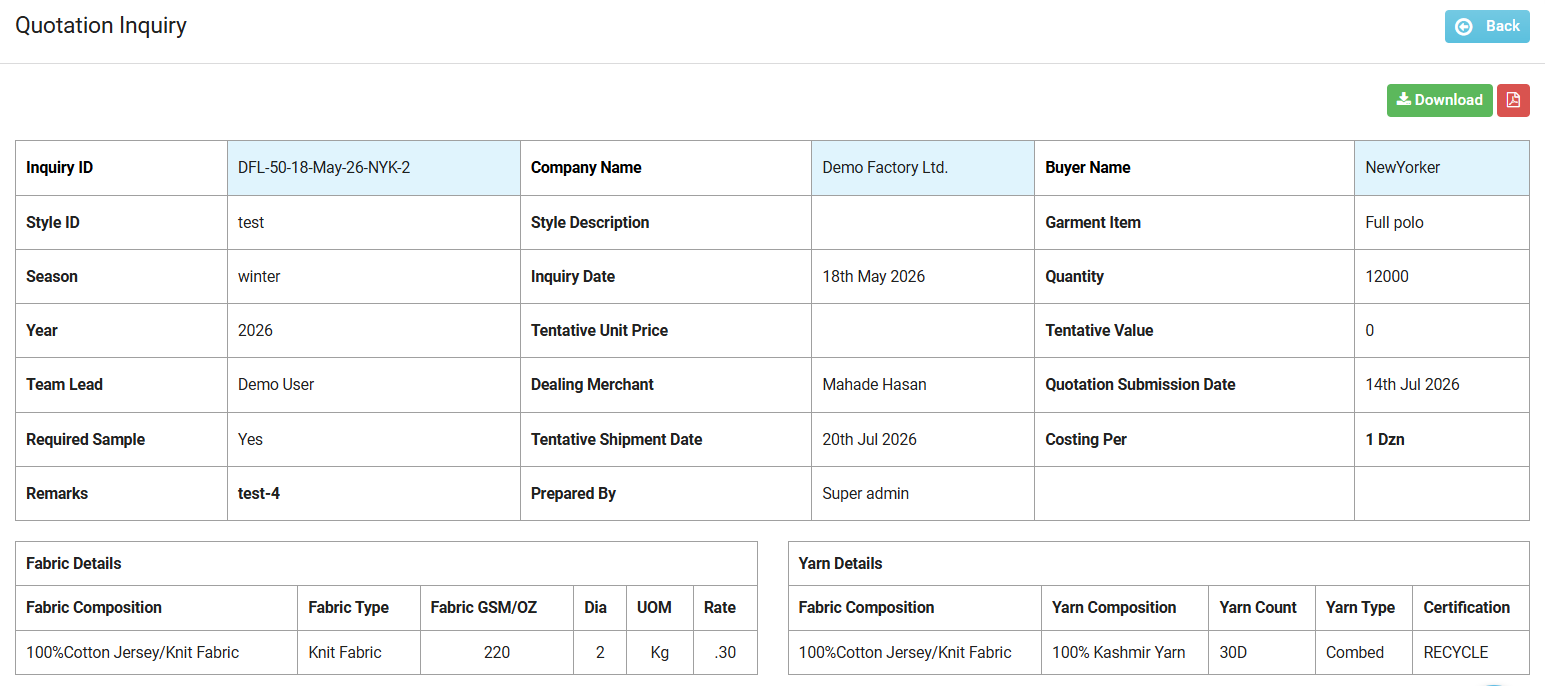 Quotation Inquiry
Back
Download
Inquiry ID DFL-50-18-May-26-NYK-2 Company Name Demo Factory Ltd. Buyer Name NewYorker
Style ID test Style Description Garment Item Full polo
Season winter Inquiry Date 18th May 2026 Quantity 12000
Year 2026 Tentative Unit Price Tentative Value 0
Team Lead Demo User Dealing Merchant Mahade Hasan Quotation Submission Date 14th Jul 2026
Required Sample Yes Tentative Shipment Date 20th Jul 2026 Costing Per 1 Dzn
Remarks test-4 Prepared By Super admin
Fabric Details
Fabric Composition Fabric Type Fabric GSM/OZ Dia UOM Rate
100%Cotton Jersey/Knit Fabric Knit Fabric 220 2 Kg .30
Yarn Details
Fabric Composition Yarn Composition Yarn Count Yarn Type Certification
100%Cotton Jersey/Knit Fabric 100% Kashmir Yarn 30D Combed RECYCLE